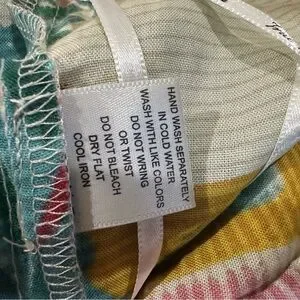 HAND WASH SEPARATELY
IN COLD WATER
WASH WITH LIKE COLORS
DO NOT WRING
OR TWIST
DO NOT BLEACH
DRY FLAT
COOL IRON